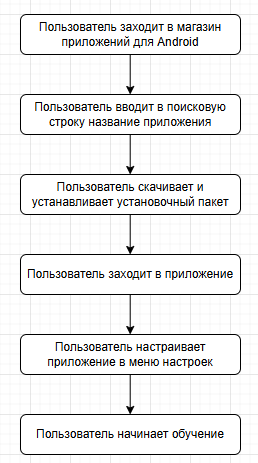 Пользователь заходит в магазин
приложений для Android
Пользователь вводит в поисковую
строку название приложения
Пользователь скачивает и
устанавливает установочный пакет
Пользователь заходит в приложение
Пользователь настраивает
приложение в меню настроек
Пользователь начинает обучение